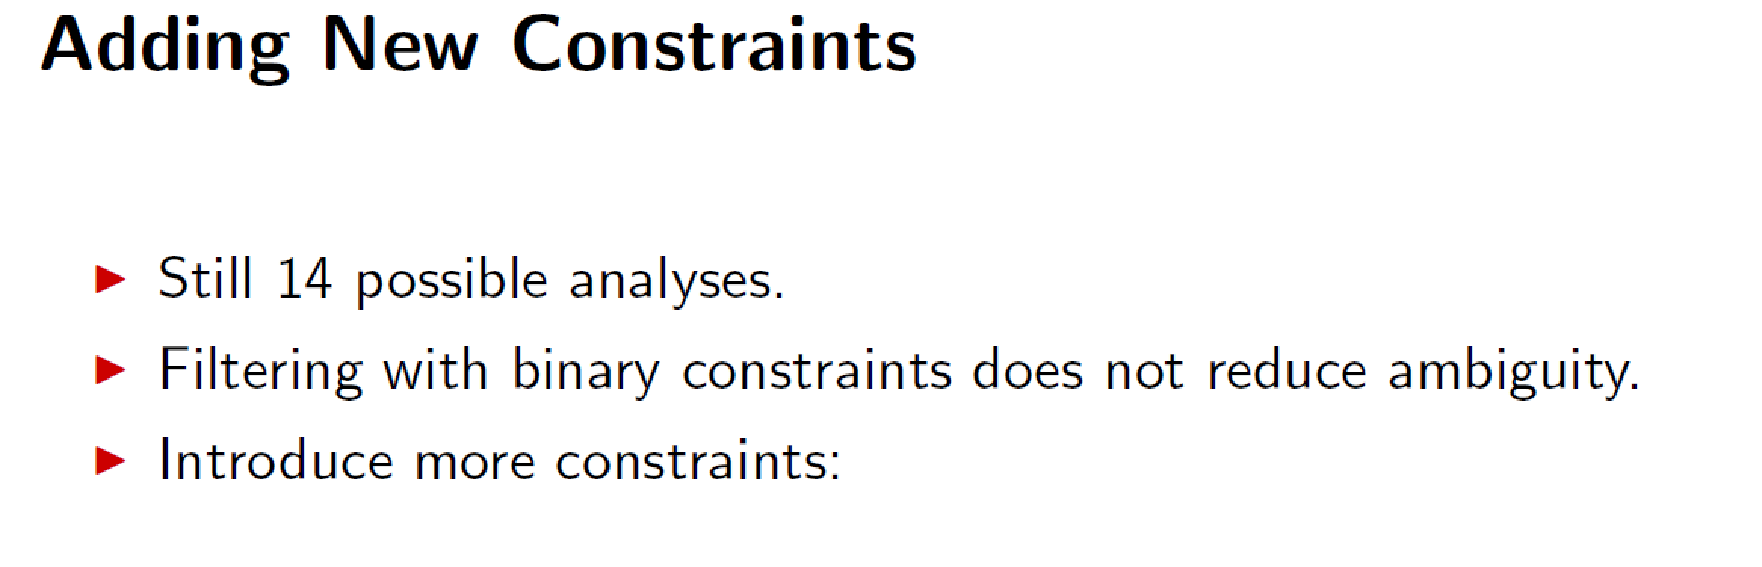 Adding New Constraints
Still 14 possible analyses.
Filtering with binary constraints does not reduce ambiguity.
Introduce more constraints: